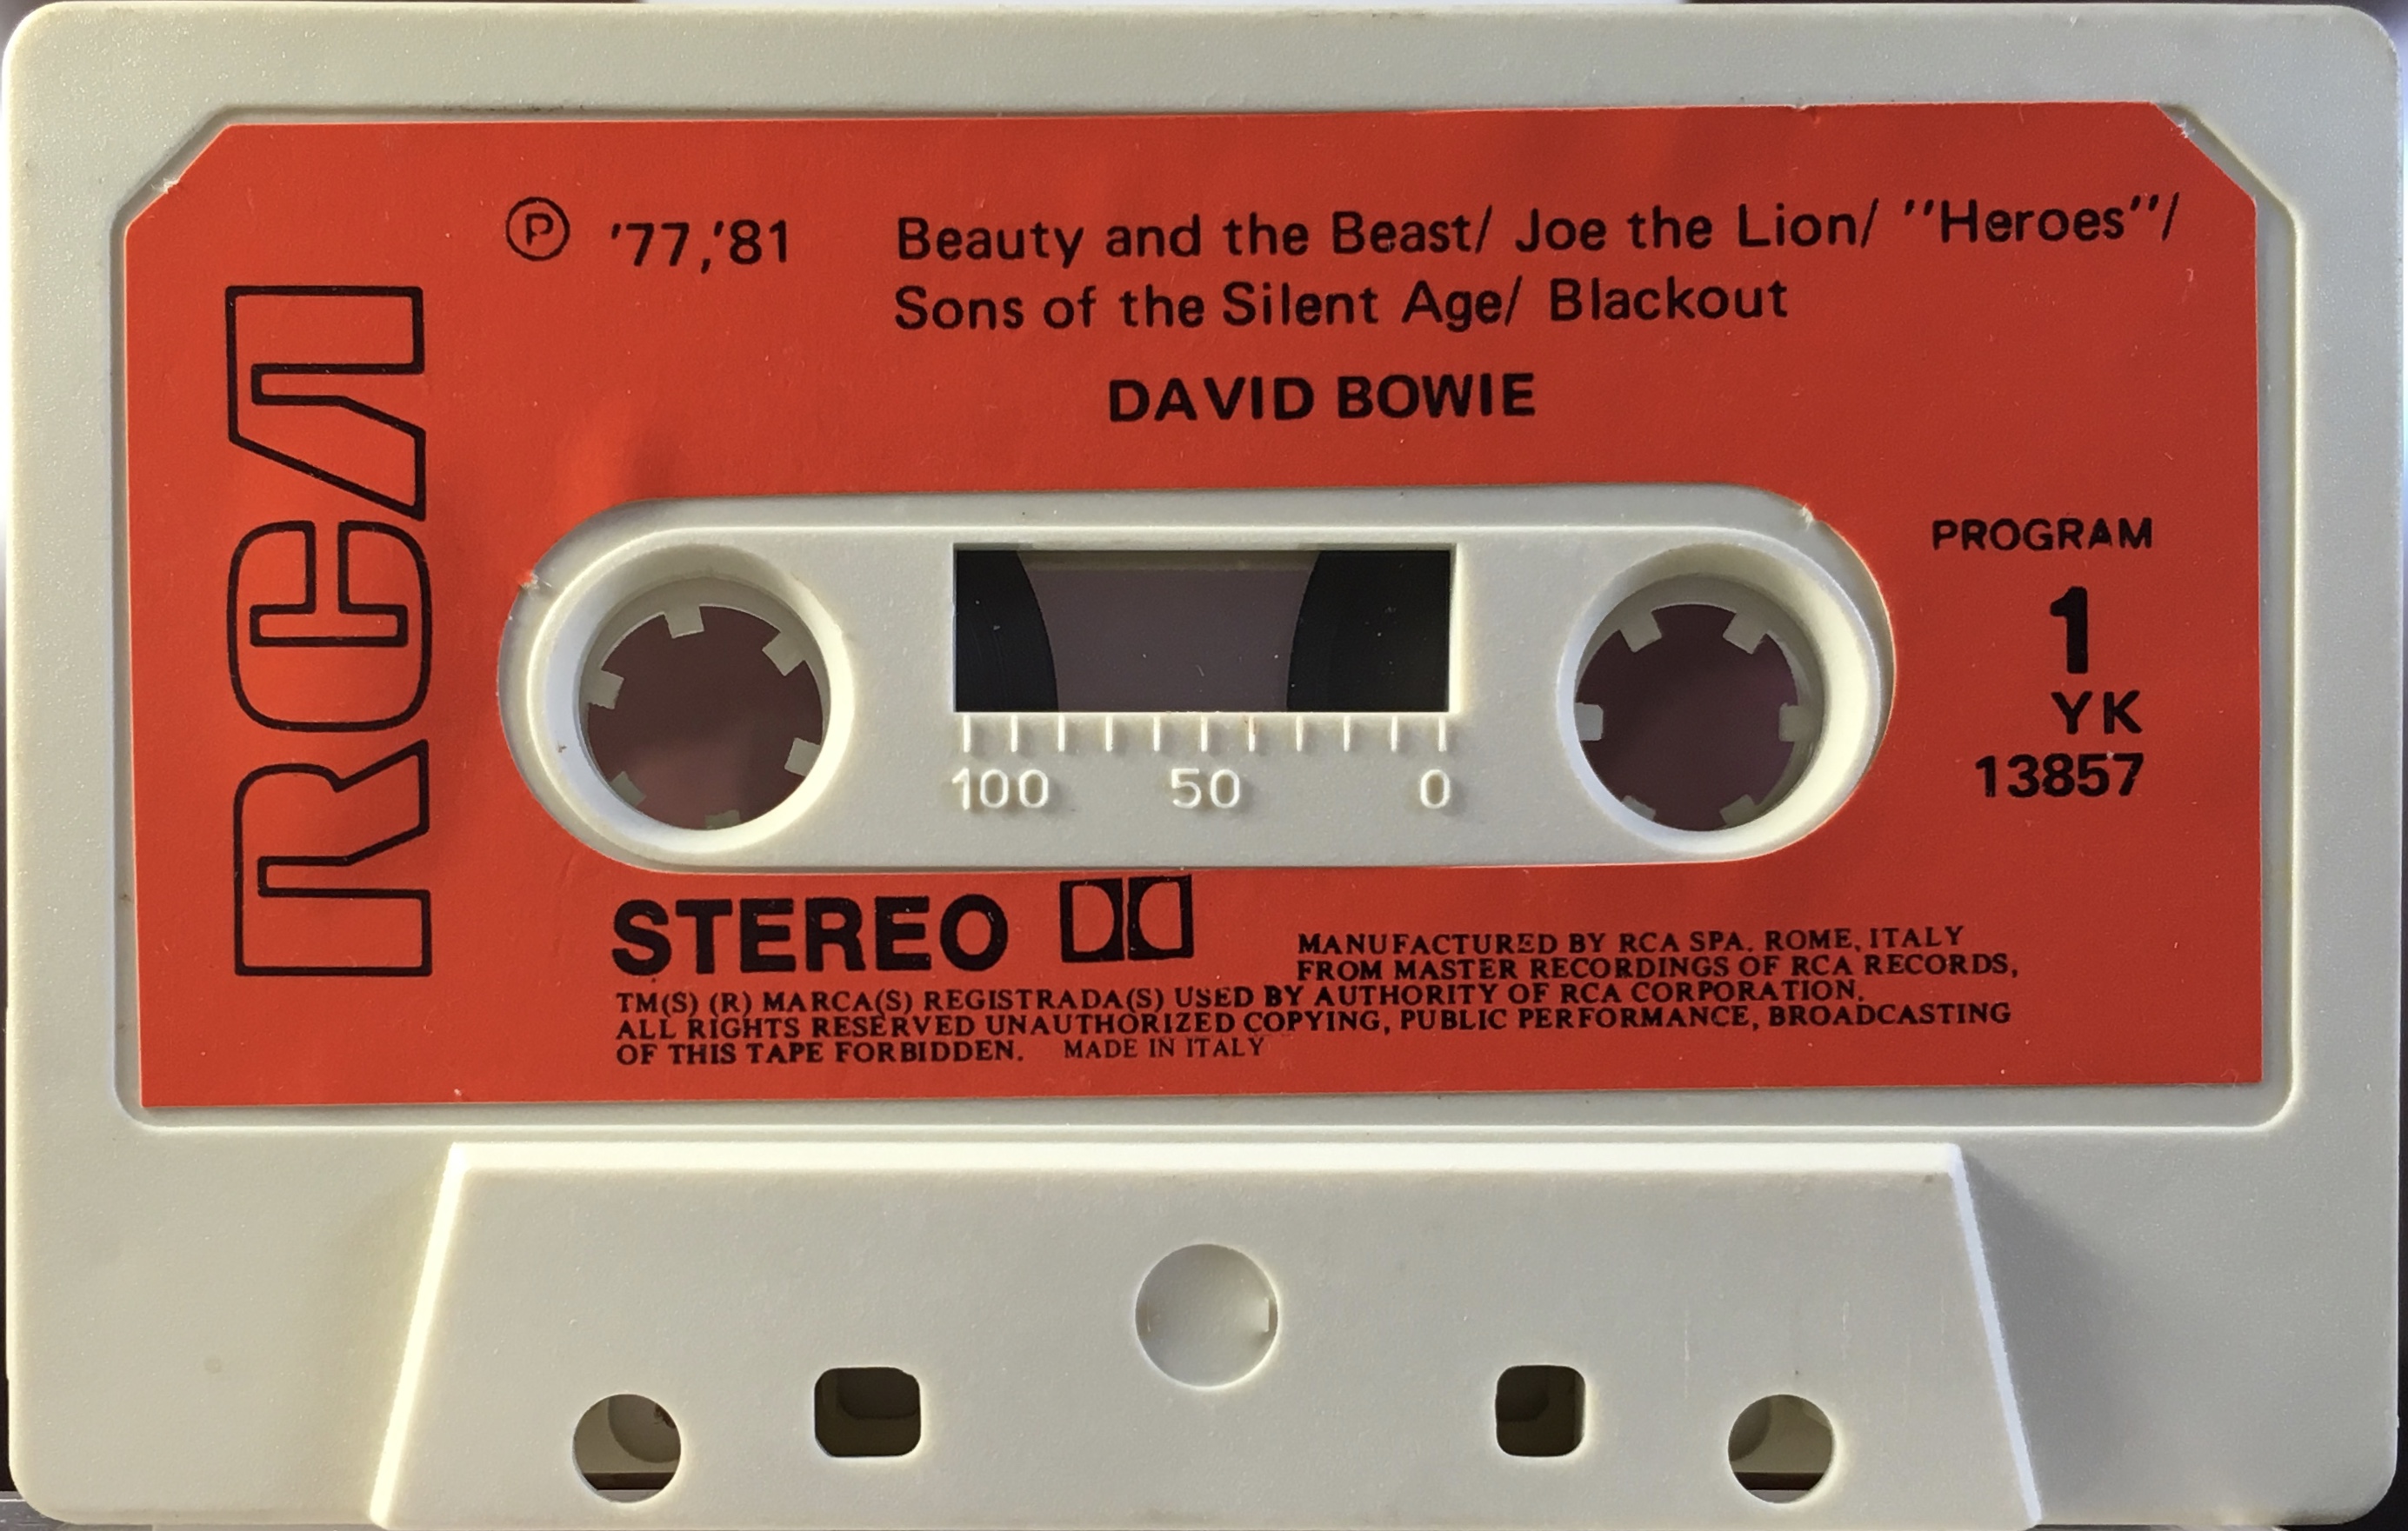 Ⓟ '77,'81
Beauty and the Beast/ Joe the Lion/ "Heroes"/
Sons of the Silent Age/ Blackout
DAVID BOWIE
RCA
PROGRAM
1
YK
13857
100 50 0
STEREO
MANUFACTURED BY RCA SPA. ROME, ITALY
FROM MASTER RECORDINGS OF RCA RECORDS,
TM(S) (R) MARCA(S) REGISTRADA(S) USED BY AUTHORITY OF RCA CORPORATION.
ALL RIGHTS RESERVED UNAUTHORIZED COPYING, PUBLIC PERFORMANCE, BROADCASTING
OF THIS TAPE FORBIDDEN. MADE IN ITALY